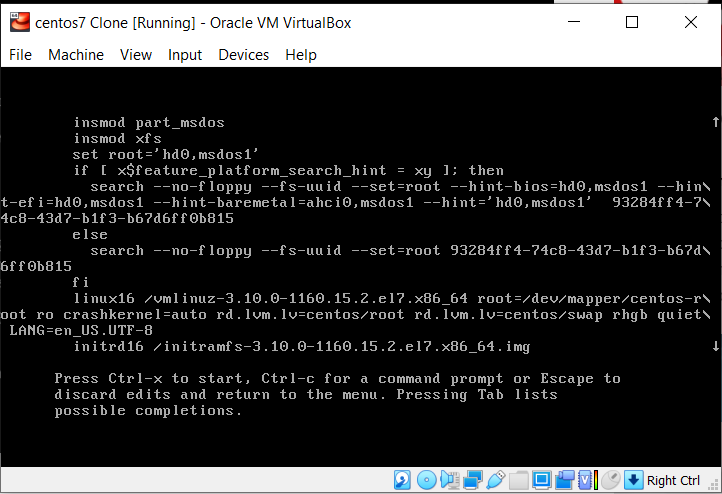 centos7 Clone [Running] - Oracle VM VirtualBox
File Machine View Input Devices Help
insmod part_msdos
insmod xfs
set root='hd0,msdos1'
if [ x$feature_platform_search_hint = xy ]; then
search --no-floppy --fs-uuid --set=root --hint-bios=hd0,msdos1 --hin\
t-efi=hd0,msdos1 --hint-baremetal=ahci0,msdos1 --hint='hd0,msdos1'  93284ff4-7\
4c8-43d7-b1f3-b67d6ff0b815
else
search --no-floppy --fs-uuid --set=root 93284ff4-74c8-43d7-b1f3-b67d\
6ff0b815
fi
linux16 /vmlinuz-3.10.0-1160.15.2.el7.x86_64 root=/dev/mapper/centos-r\
oot ro crashkernel=auto rd.lvm.lv=centos/root rd.lvm.lv=centos/swap rhgb quiet\
LANG=en_US.UTF-8
initrd16 /initramfs-3.10.0-1160.15.2.el7.x86_64.img
Press Ctrl-x to start, Ctrl-c for a command prompt or Escape to
discard edits and return to the menu. Pressing Tab lists
possible completions.
Right Ctrl